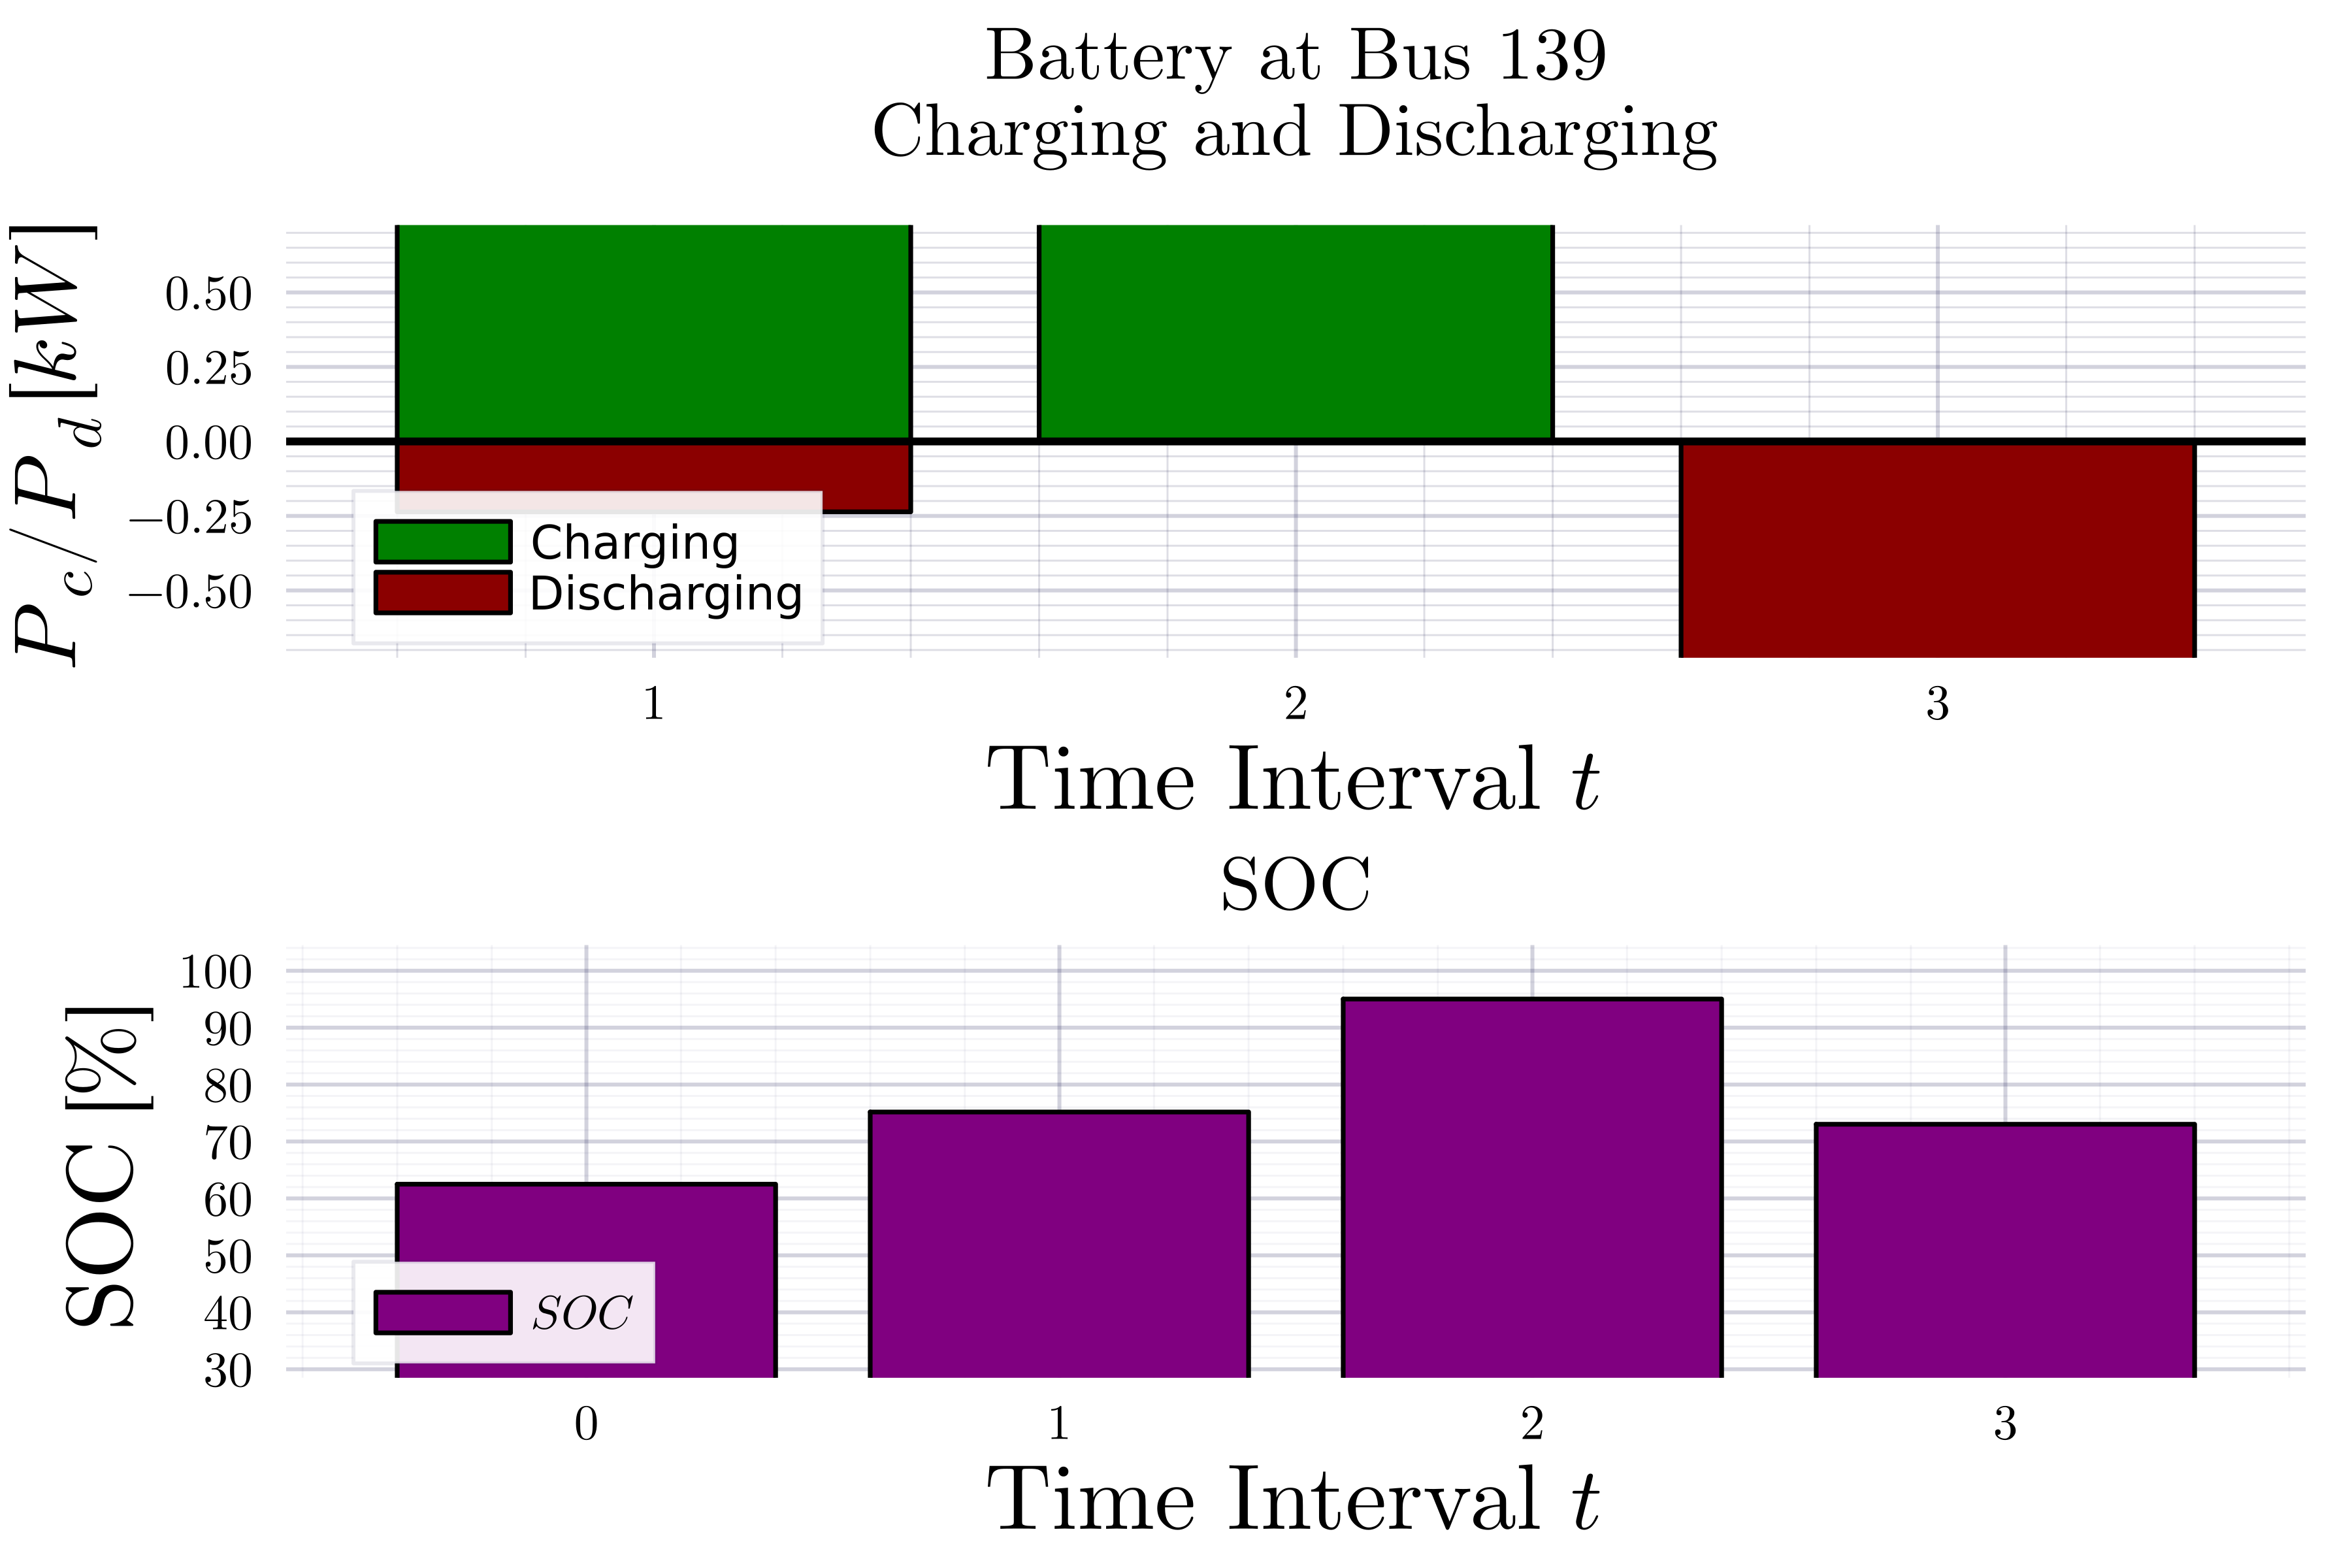 Battery at Bus 139
Charging and Discharging
P_c/P_d [kW]
0.50
0.25
0.00
−0.25
−0.50
Charging
Discharging
1 2 3
Time Interval t
SOC
SOC [%]
100
90
80
70
60
50
40
30
SOC
0 1 2 3
Time Interval t